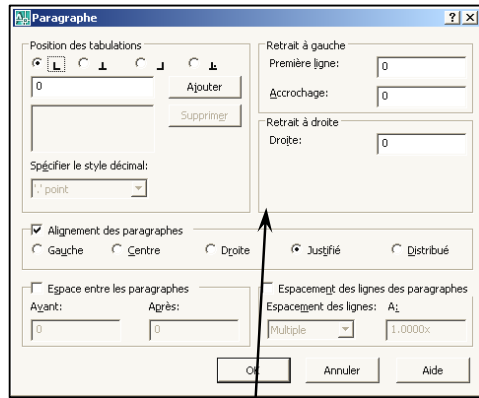 Paragraphe
Position des tabulations
0
Ajouter
Supprimer
Spécifier le style décimal:
'.' point
Retrait à gauche
Première ligne: 0
Accrochage: 0
Retrait à droite
Droite: 0
Alignement des paragraphes
Gauche Centre Droite Justifié Distribué
Espace entre les paragraphes
Avant: Après:
0 0
Espacement des lignes des paragraphes
Espacement des lignes: A:
Multiple 1.0000x
OK Annuler Aide